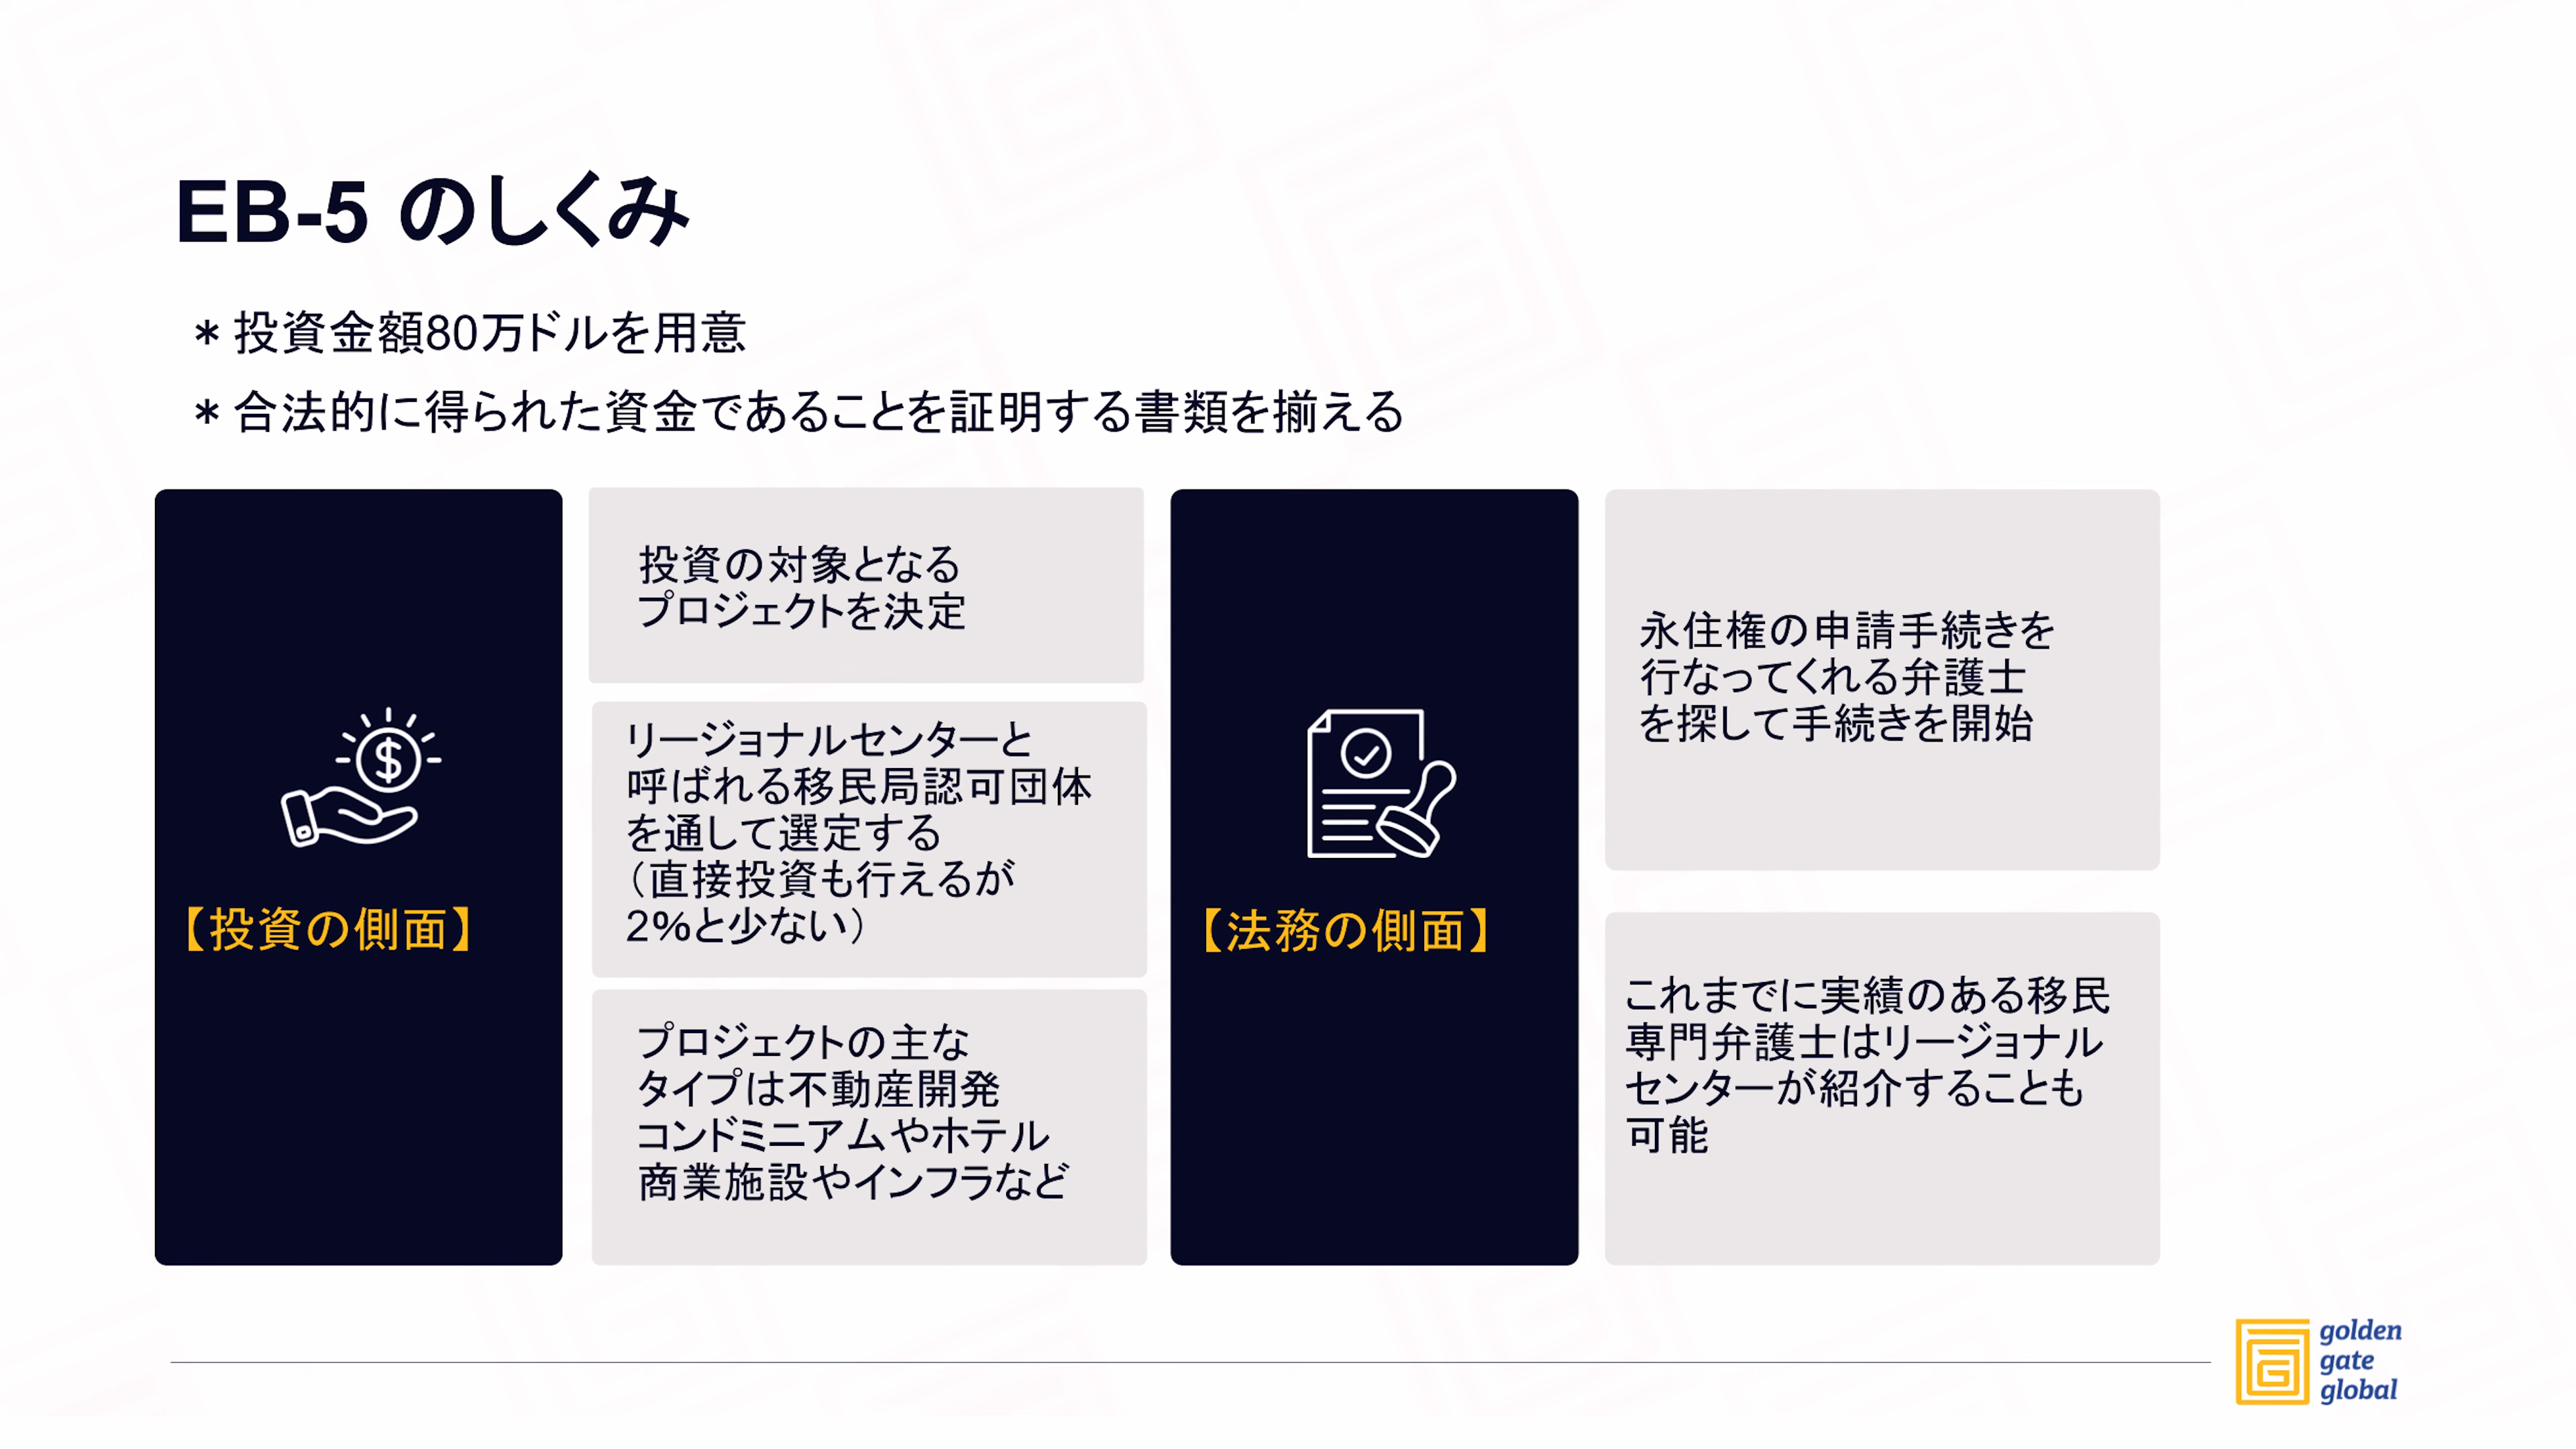 EB-5 のしくみ
* 投資金額80万ドルを用意
* 合法的に得られた資金であることを証明する書類を揃える
【投資の側面】
投資の対象となる
プロジェクトを決定
リージョナルセンターと
呼ばれる移民局認可団体
を通して選定する
（直接投資も行えるが
2%と少ない）
プロジェクトの主な
タイプは不動産開発
コンドミニアムやホテル
商業施設やインフラなど
【法務の側面】
永住権の申請手続きを
行なってくれる弁護士
を探して手続きを開始
これまでに実績のある移民
専門弁護士はリージョナル
センターが紹介することも
可能
golden
gate
global